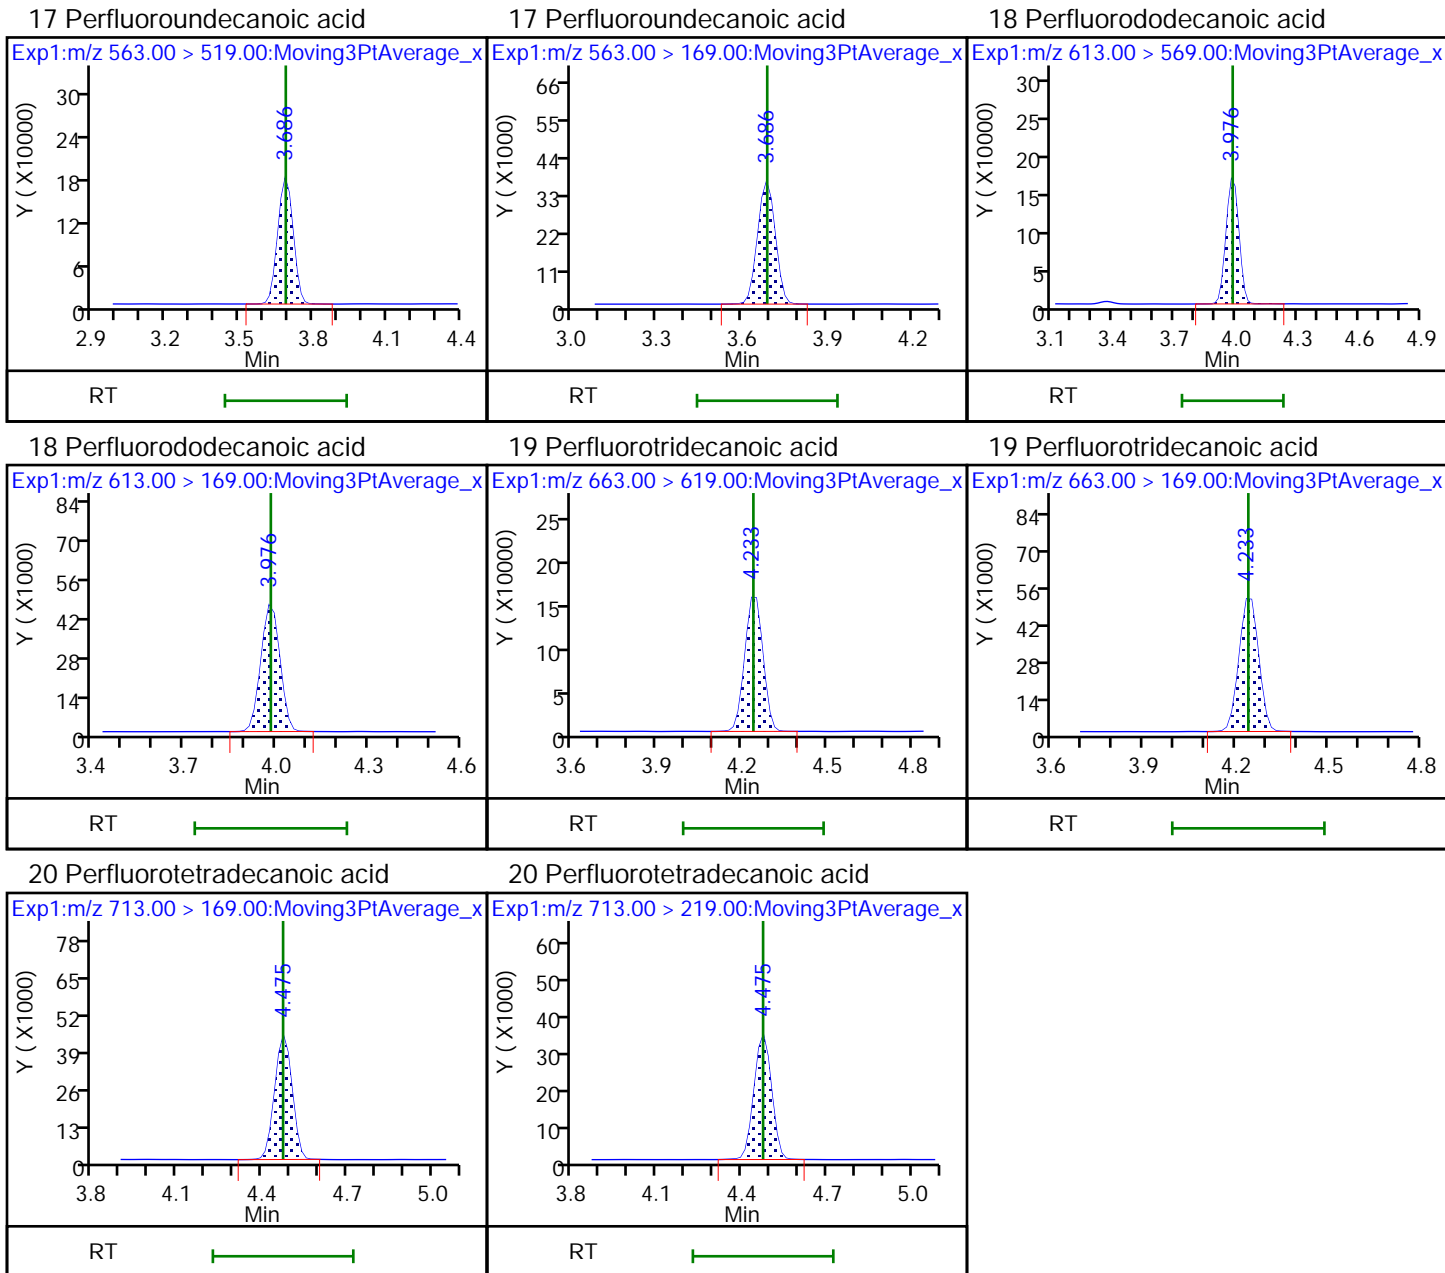 17 Perfluoroundecanoic acid
Exp1:m/z 563.00 > 519.00:Moving3PtAverage_x
Y ( X10000)
30
24
18
12
6
0
3.686
2.9 3.2 3.5 3.8 4.1 4.4
Min
RT
17 Perfluoroundecanoic acid
Exp1:m/z 563.00 > 169.00:Moving3PtAverage_x
Y ( X1000)
66
55
44
33
22
11
0
3.686
3.0 3.3 3.6 3.9 4.2
Min
RT
18 Perfluorododecanoic acid
Exp1:m/z 613.00 > 569.00:Moving3PtAverage_x
Y ( X10000)
30
25
20
15
10
5
0
3.976
3.1 3.4 3.7 4.0 4.3 4.6 4.9
Min
RT
18 Perfluorododecanoic acid
Exp1:m/z 613.00 > 169.00:Moving3PtAverage_x
Y ( X1000)
84
70
56
42
28
14
0
3.976
3.4 3.7 4.0 4.3 4.6
Min
RT
19 Perfluorotridecanoic acid
Exp1:m/z 663.00 > 619.00:Moving3PtAverage_x
Y ( X10000)
25
20
15
10
5
0
4.233
3.6 3.9 4.2 4.5 4.8
Min
RT
19 Perfluorotridecanoic acid
Exp1:m/z 663.00 > 169.00:Moving3PtAverage_x
Y ( X1000)
84
70
56
42
28
14
0
4.233
3.6 3.9 4.2 4.5 4.8
Min
RT
20 Perfluorotetradecanoic acid
Exp1:m/z 713.00 > 169.00:Moving3PtAverage_x
Y ( X1000)
78
65
52
39
26
13
0
4.475
3.8 4.1 4.4 4.7 5.0
Min
RT
20 Perfluorotetradecanoic acid
Exp1:m/z 713.00 > 219.00:Moving3PtAverage_x
Y ( X1000)
60
50
40
30
20
10
0
4.475
3.8 4.1 4.4 4.7 5.0
Min
RT